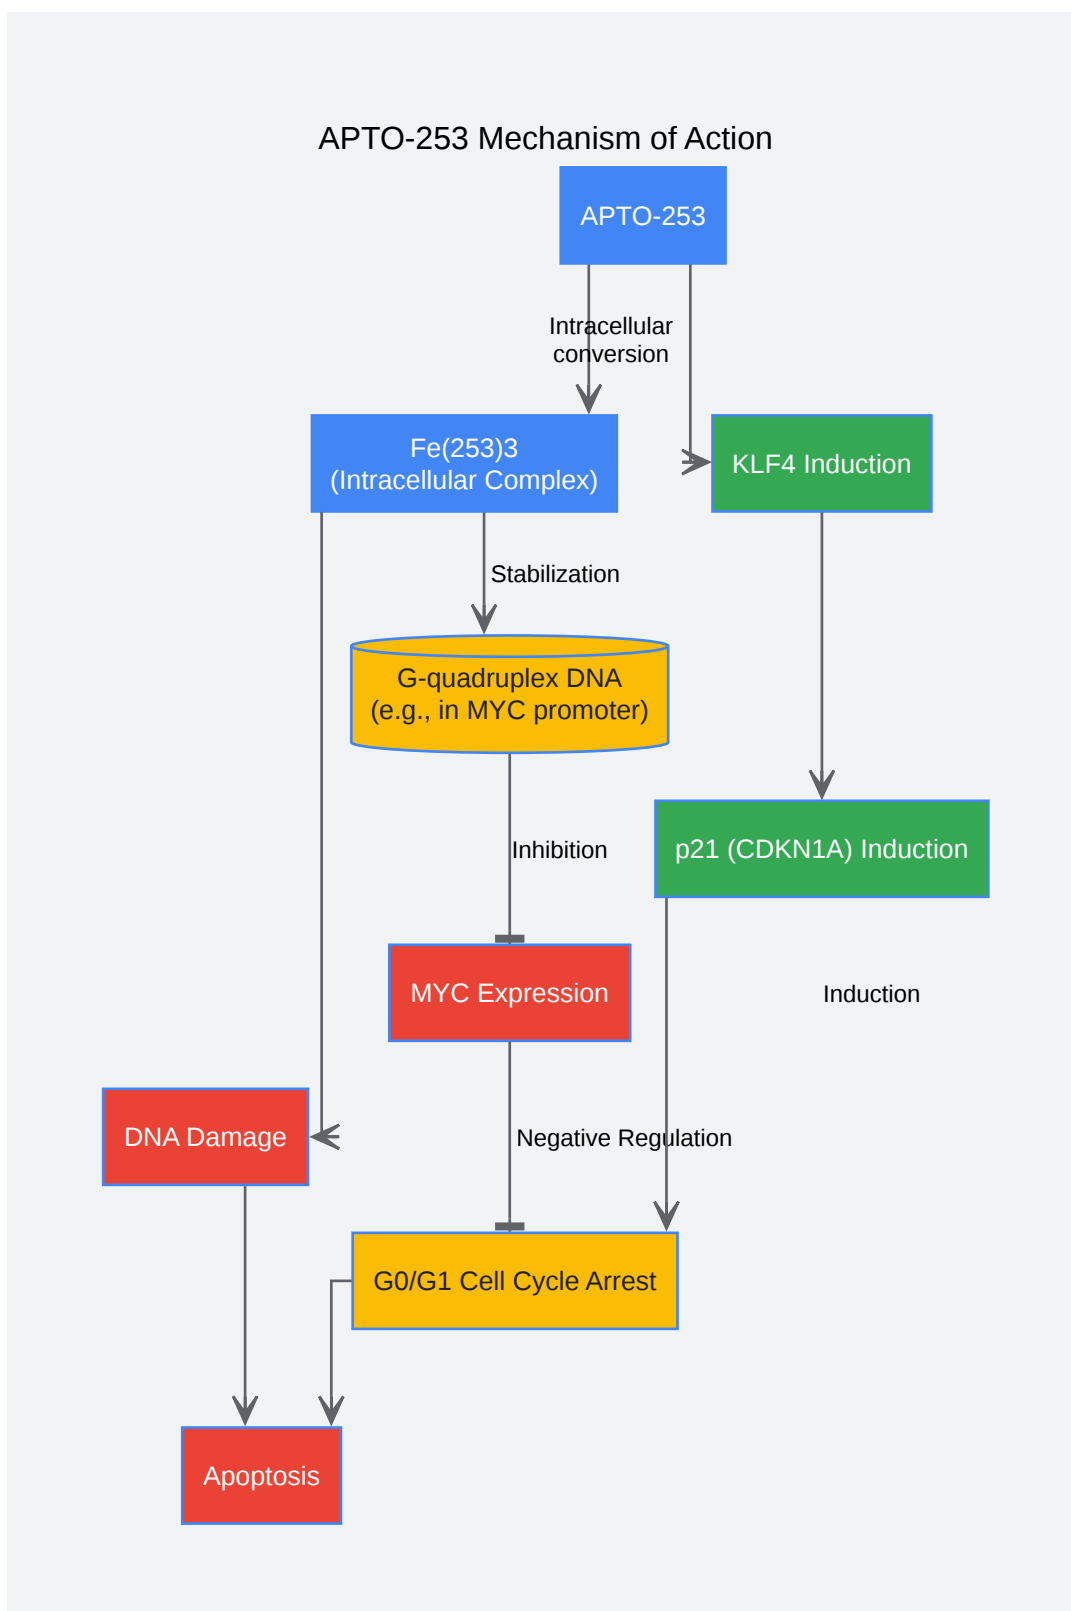 APTO-253 Mechanism of Action
APTO-253
Intracellular
conversion
Fe(253)3
(Intracellular Complex)
KLF4 Induction
Stabilization
G-quadruplex DNA
(e.g., in MYC promoter)
Inhibition
p21 (CDKN1A) Induction
MYC Expression
Induction
DNA Damage
Negative Regulation
G0/G1 Cell Cycle Arrest
Apoptosis